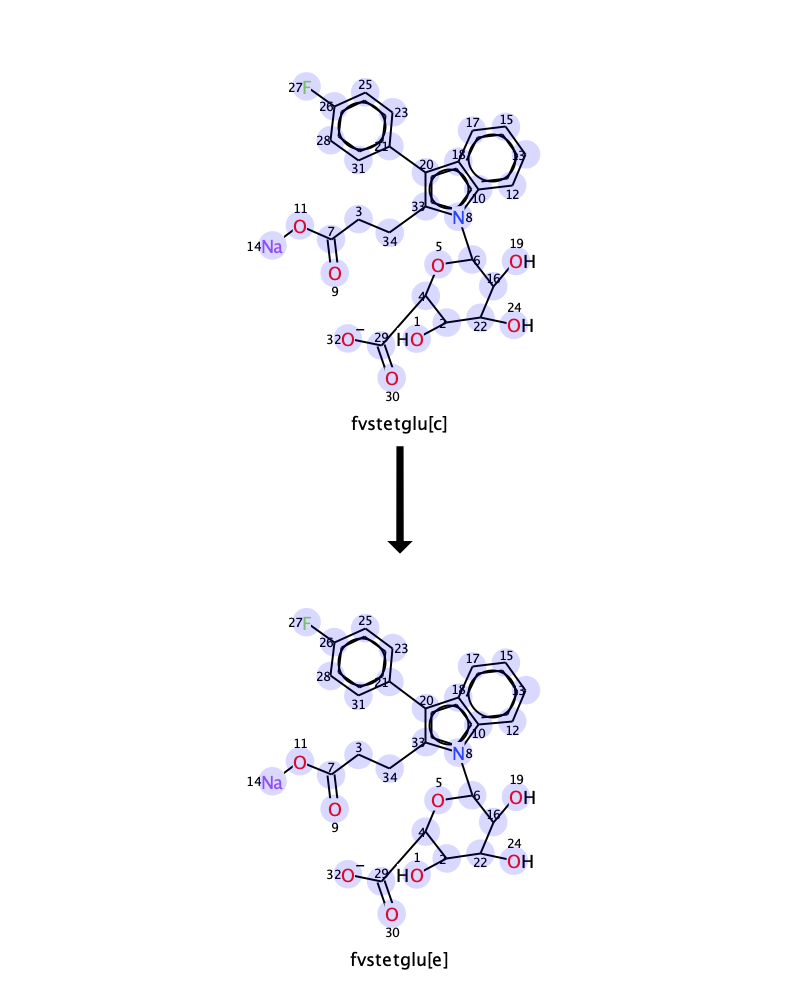 25
27F
26
23
17
15
28
21
18
13
31
20
10
12
11
3
33
N8
O
7
34
14Na
5
19
O
O
6
OH
9
16
4
1
24
29
2
22
OH
32O−
HO
O
30
fvstetglu[c]
25
27F
26
23
17
15
28
21
18
13
31
20
10
12
11
3
33
N8
O
7
34
14Na
5
19
O
O
6
OH
9
16
4
1
24
29
2
22
OH
32O−
HO
O
30
fvstetglu[e]